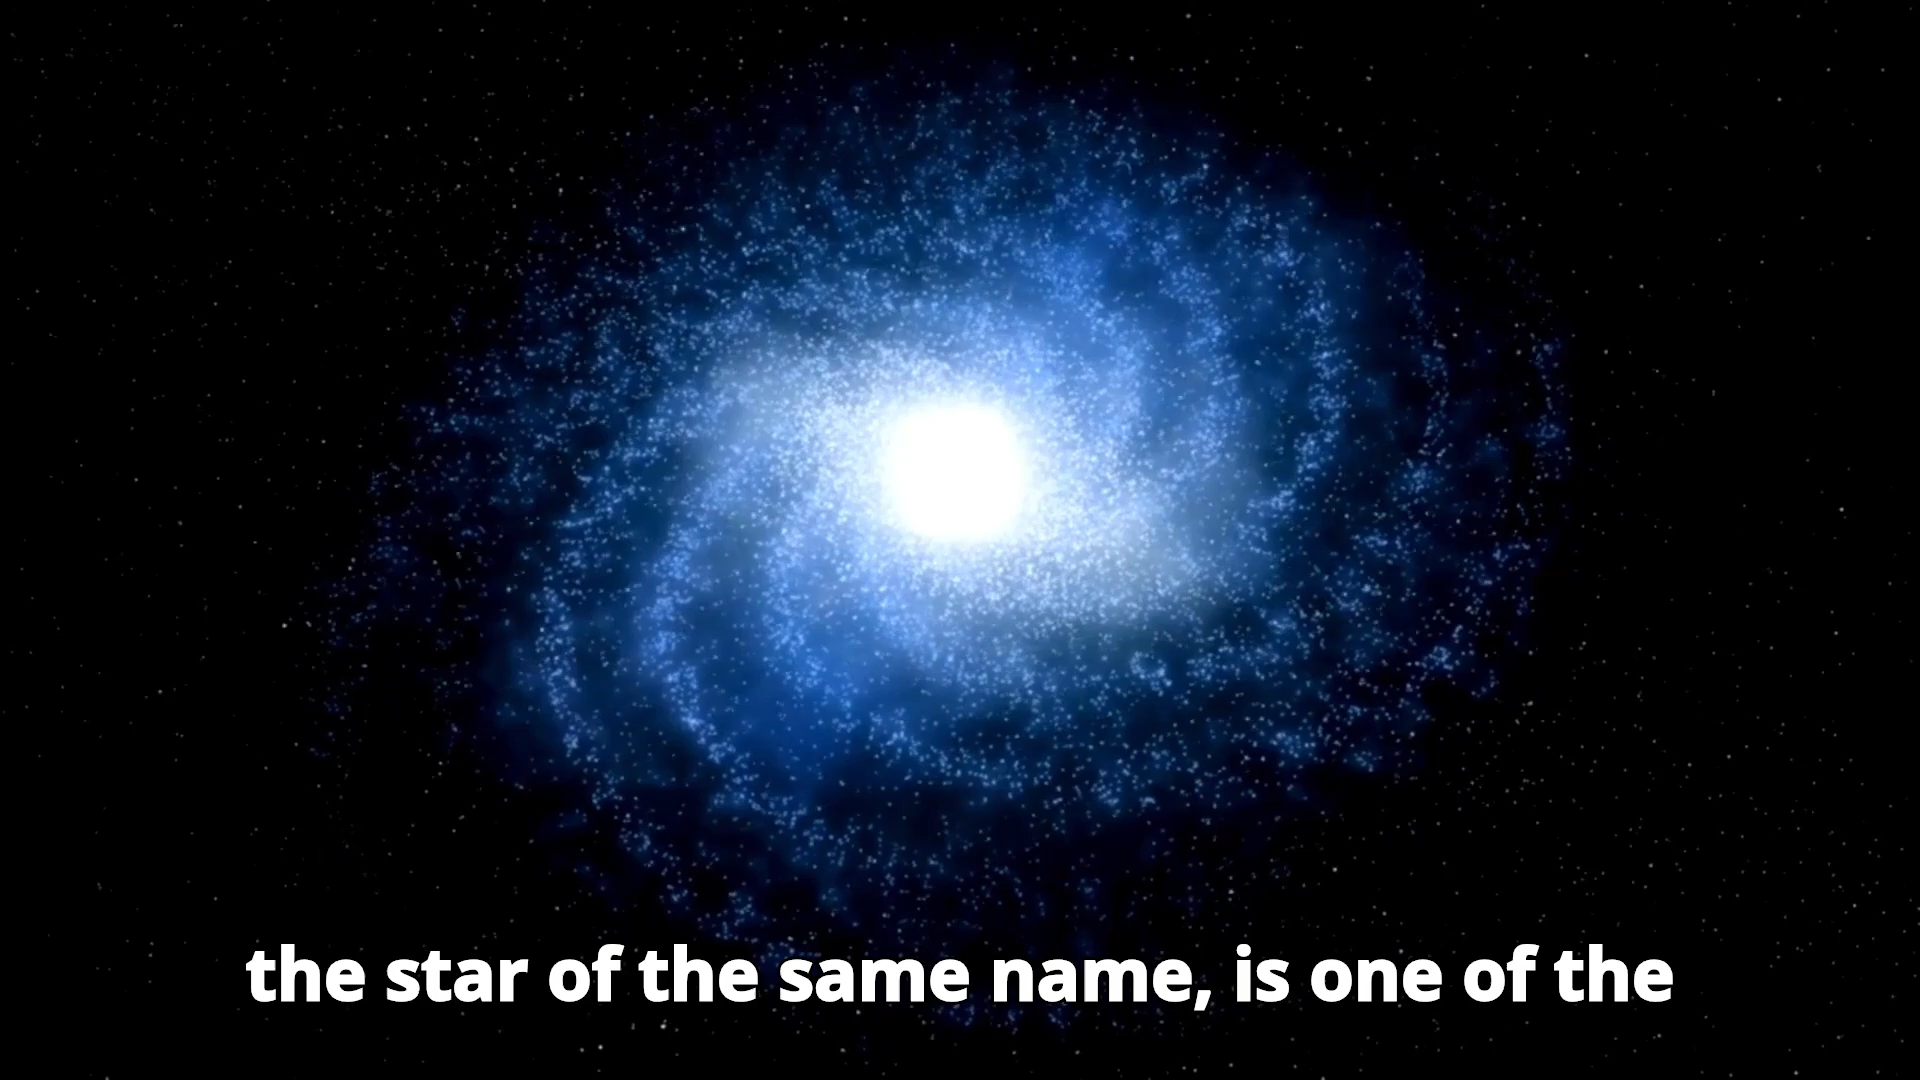 the star of the same name, is one of the